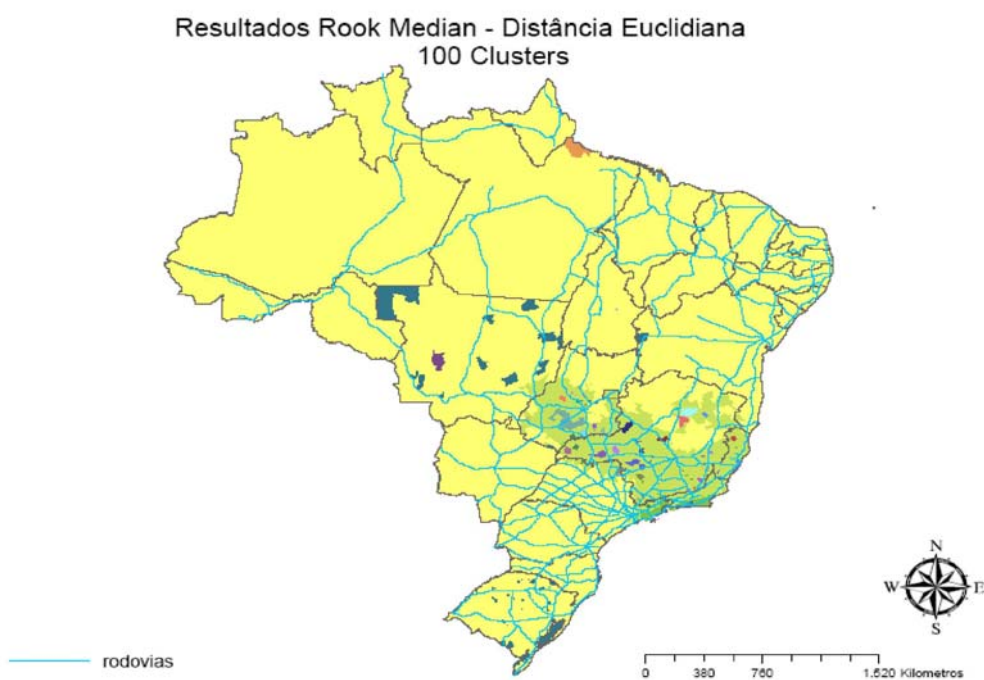 Resultados Rook Median - Distância Euclidiana
100 Clusters
N
W E
S
rodovias
0 380 760 1.520 Kilometros